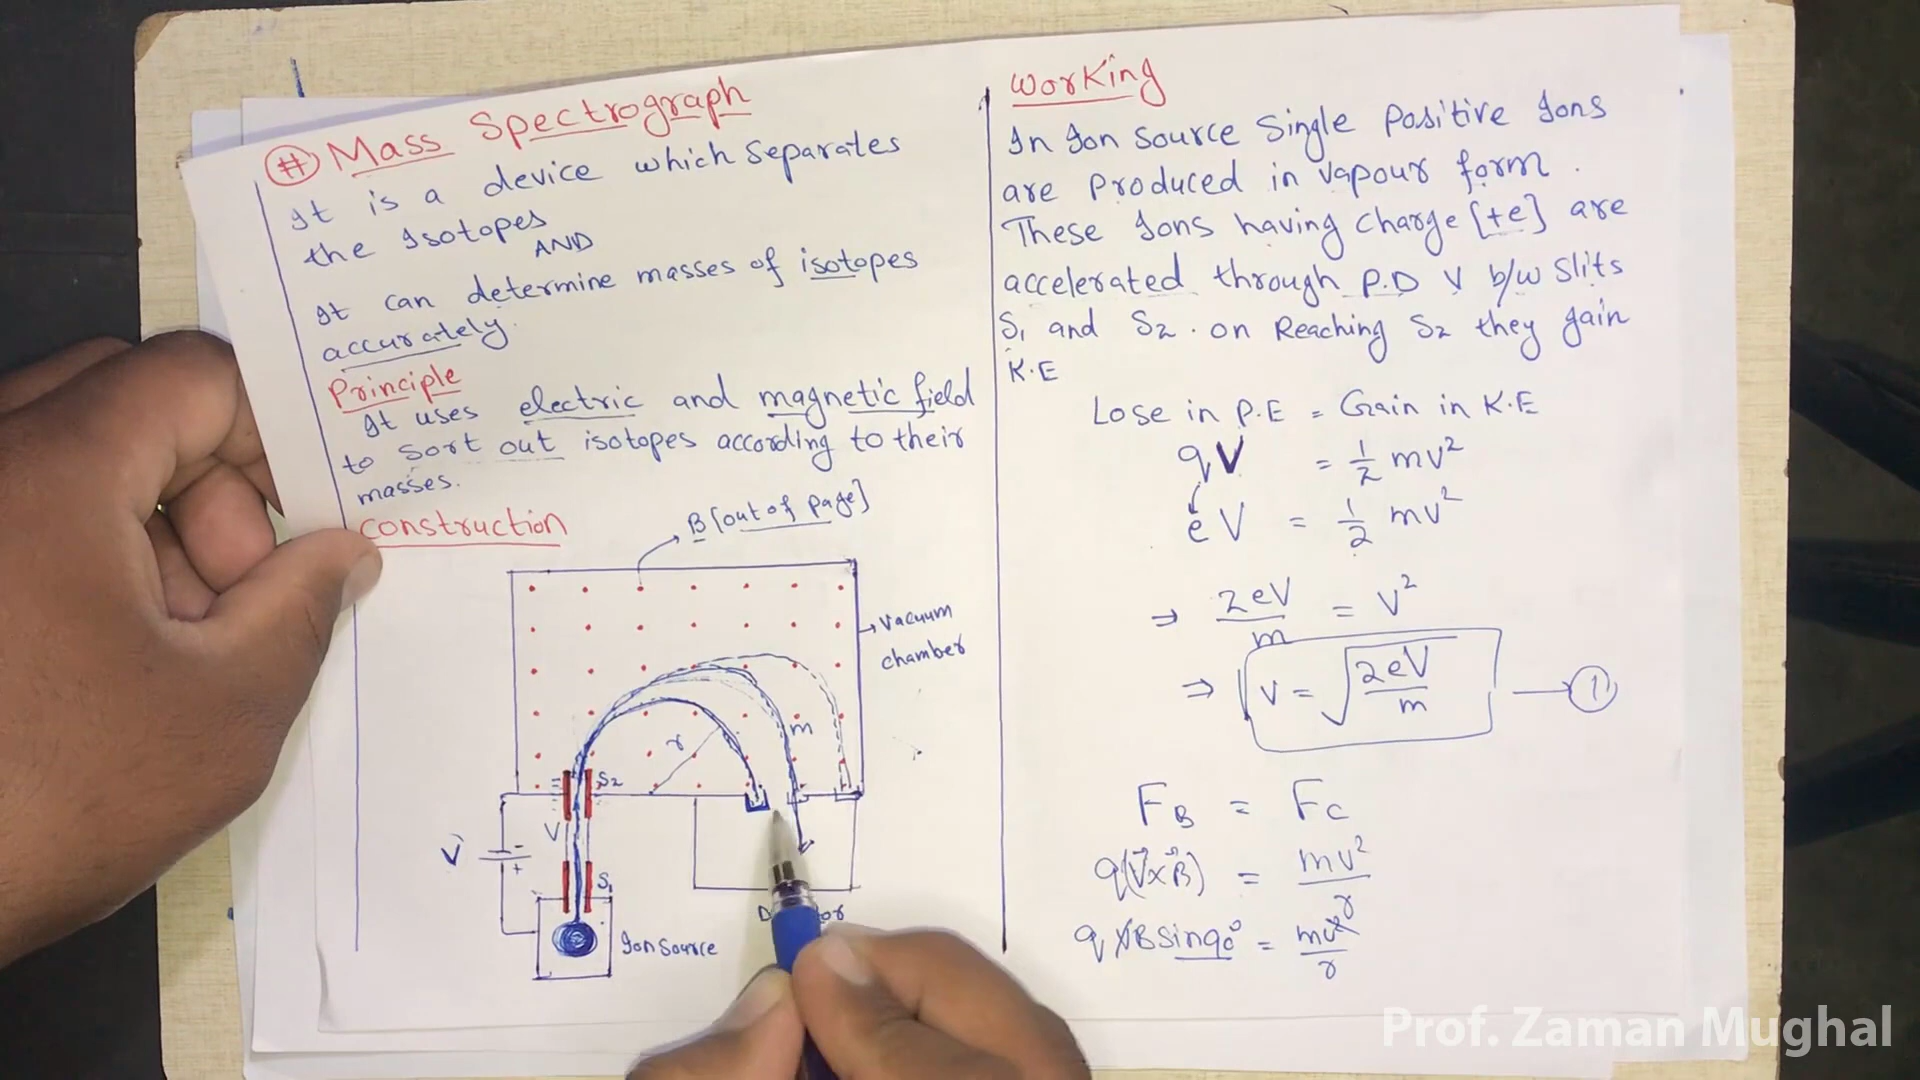 # Mass Spectrograph
It is a device which separates
the Isotopes
AND
It can determine masses of isotopes
accurately.
Principle
It uses electric and magnetic field
to sort out isotopes according to their
masses.
Construction
B [out of page]
Vacuum
chamber
m
r
S2
V
V
- +
S1
Ion Source
Working
In Ion Source Single Positive Ions
are Produced in vapour form.
These Ions having charge [+e] are
accelerated through P.D V b/w Slits
S1 and S2. on Reaching S2 they gain
K.E
Lose in P.E = Gain in K.E
qV = 1/2 mv²
eV = 1/2 mv²
⇒ 2eV/m = v²
⇒ v = √(2eV/m) → ①
FB = FC
q(V⃗×B⃗) = mv²/r
qvBsin90° = mv²/r
Prof. Zaman Mughal